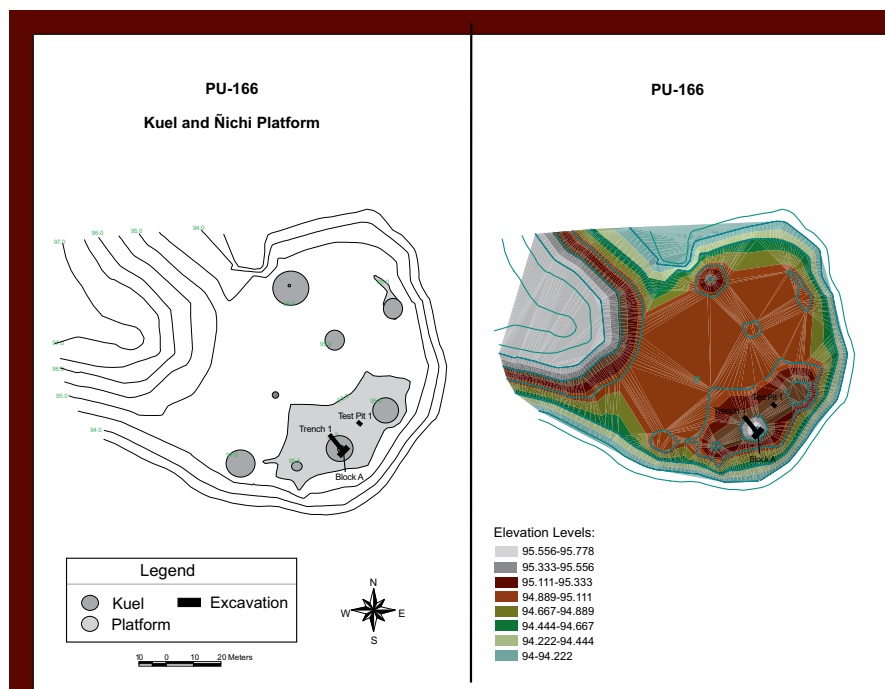 PU-166
Kuel and Ñichi Platform
97.0
96.0
95.0
94.0
97.0
96.
95.0
94.0
Test Pit 1
Trench 1
Block A
Legend
Kuel
Excavation
Platform
N
W E
S
10 0 10 20 Meters
PU-166
Test Pit 1
Trench 1
Block A
Elevation Levels:
95.556-95.778
95.333-95.556
95.111-95.333
94.889-95.111
94.667-94.889
94.444-94.667
94.222-94.444
94-94.222